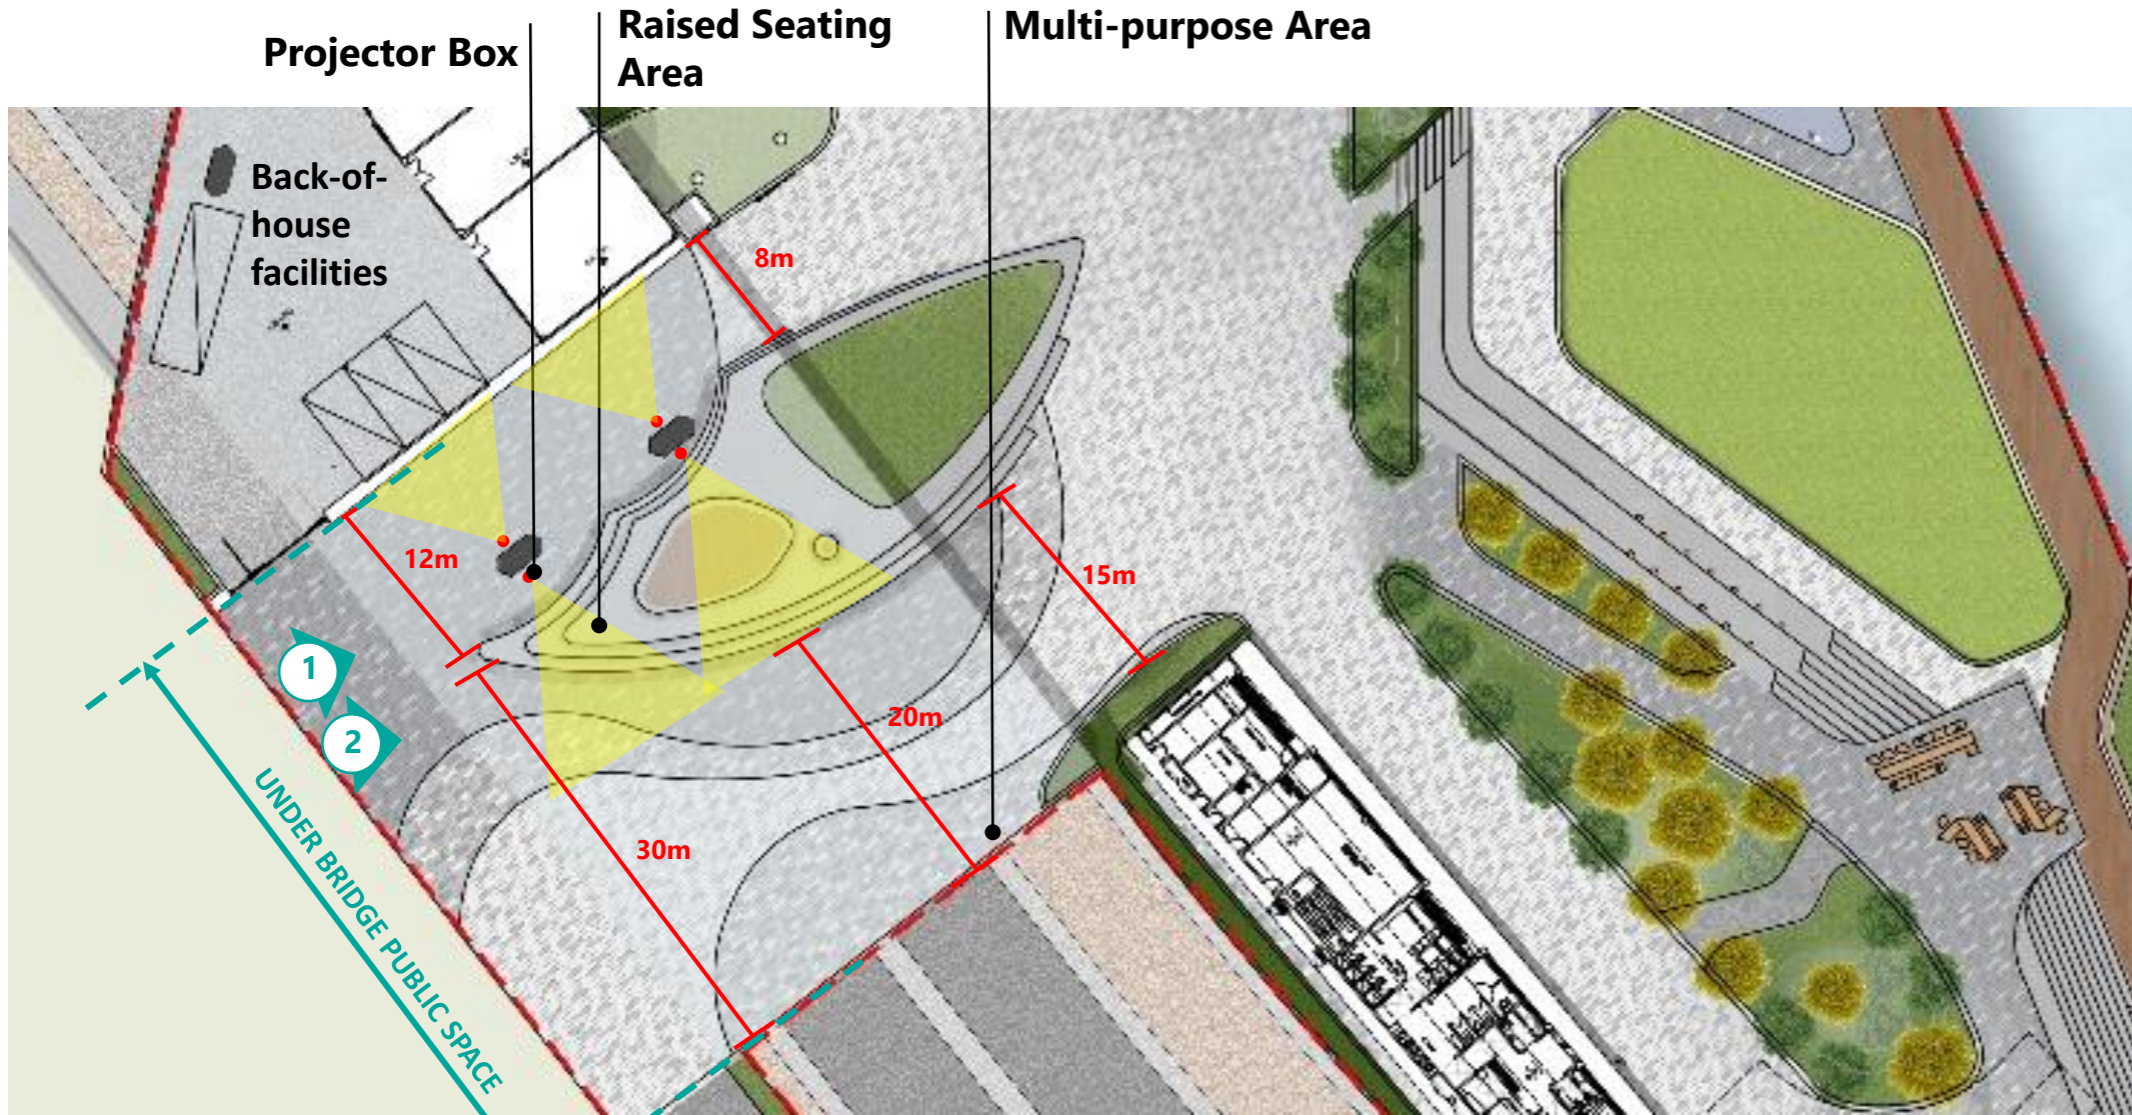 Projector Box
Raised Seating
Area
Multi-purpose Area
Back-of-
house
facilities
8m
12m
15m
20m
30m
1
2
UNDER BRIDGE PUBLIC SPACE